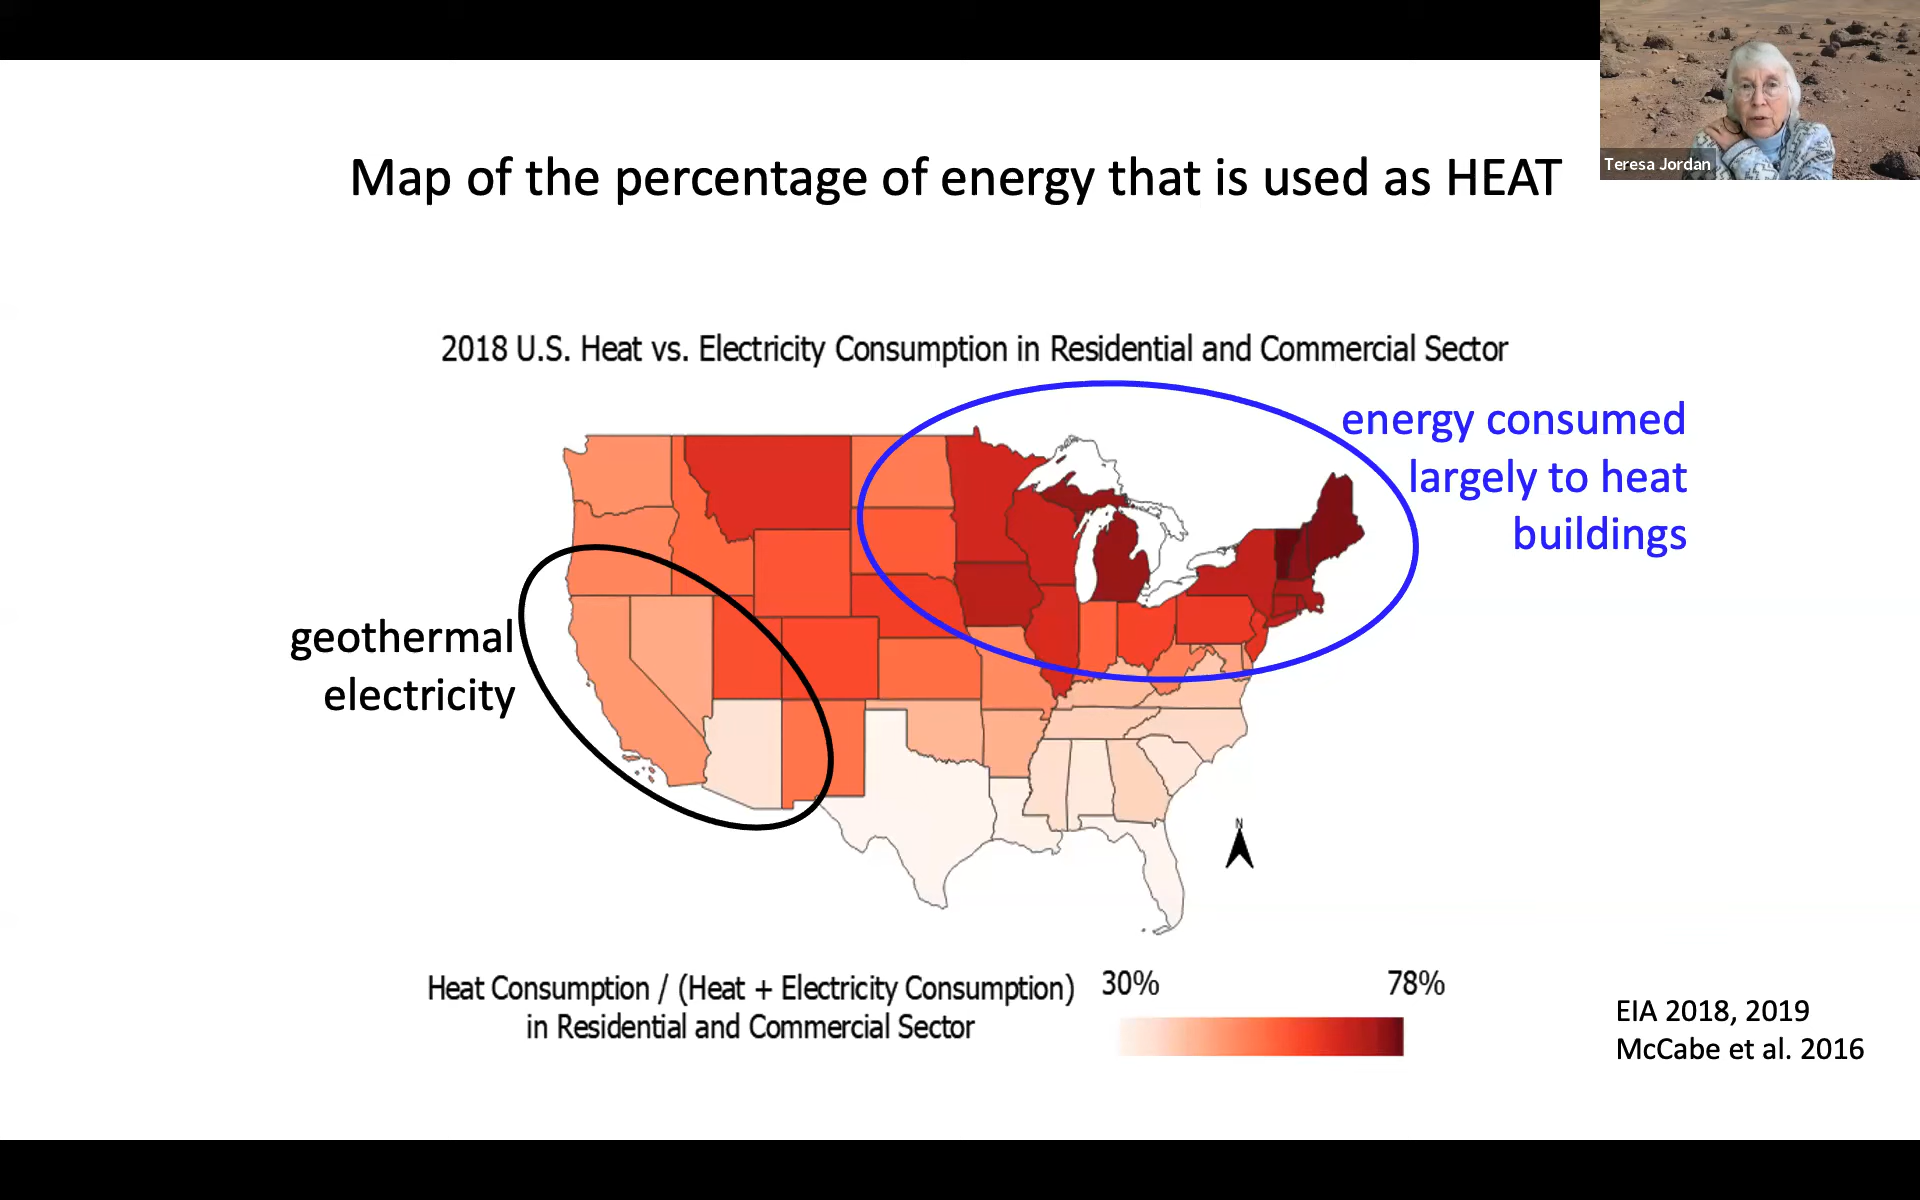 Teresa Jordan
Map of the percentage of energy that is used as HEAT
2018 U.S. Heat vs. Electricity Consumption in Residential and Commercial Sector
energy consumed
largely to heat
buildings
geothermal
electricity
N
Heat Consumption / (Heat + Electricity Consumption)
in Residential and Commercial Sector
30%
78%
EIA 2018, 2019
McCabe et al. 2016